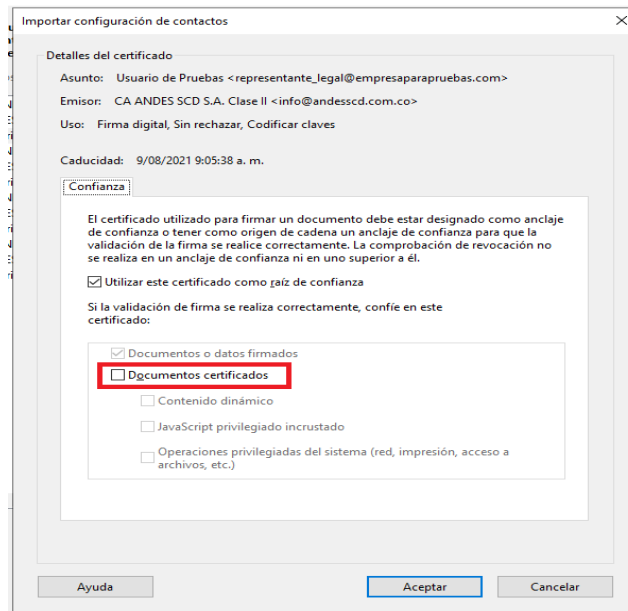 Importar configuración de contactos
Detalles del certificado
Asunto: Usuario de Pruebas <representante_legal@empresaparapruebas.com>
Emisor: CA ANDES SCD S.A. Clase II <info@andesscd.com.co>
Uso: Firma digital, Sin rechazar, Codificar claves
Caducidad: 9/08/2021 9:05:38 a. m.
Confianza
El certificado utilizado para firmar un documento debe estar designado como anclaje
de confianza o tener como origen de cadena un anclaje de confianza para que la
validación de la firma se realice correctamente. La comprobación de revocación no
se realiza en un anclaje de confianza ni en uno superior a él.
Utilizar este certificado como raíz de confianza
Si la validación de firma se realiza correctamente, confíe en este
certificado:
Documentos o datos firmados
Documentos certificados
Contenido dinámico
JavaScript privilegiado incrustado
Operaciones privilegiadas del sistema (red, impresión, acceso a
archivos, etc.)
Ayuda
Aceptar
Cancelar